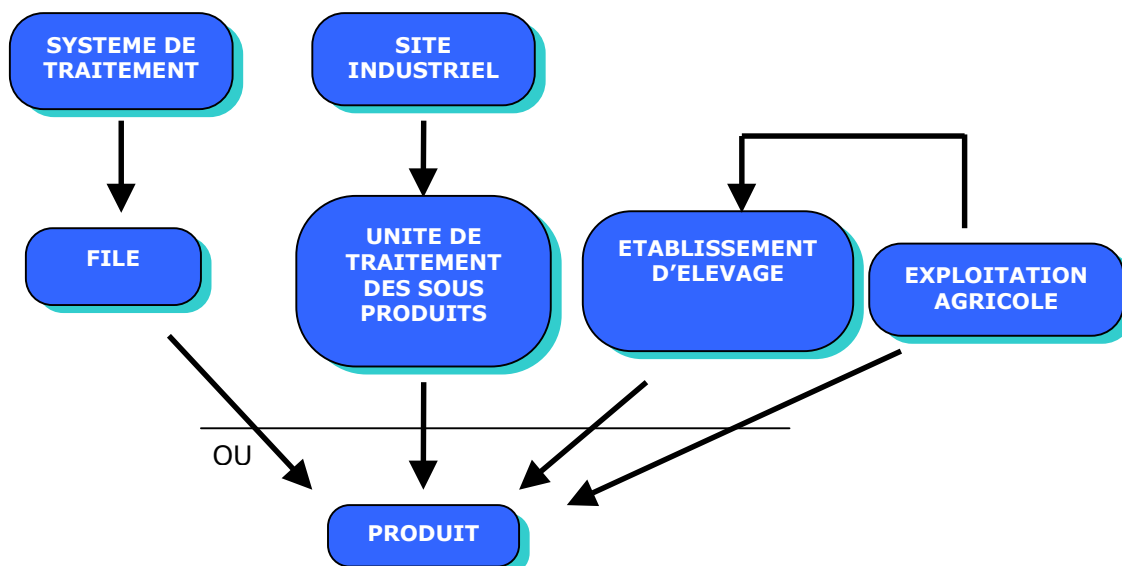 SYSTEME DE
TRAITEMENT
SITE
INDUSTRIEL
FILE
UNITE DE
TRAITEMENT
DES SOUS
PRODUITS
ETABLISSEMENT
D’ELEVAGE
EXPLOITATION
AGRICOLE
OU
PRODUIT